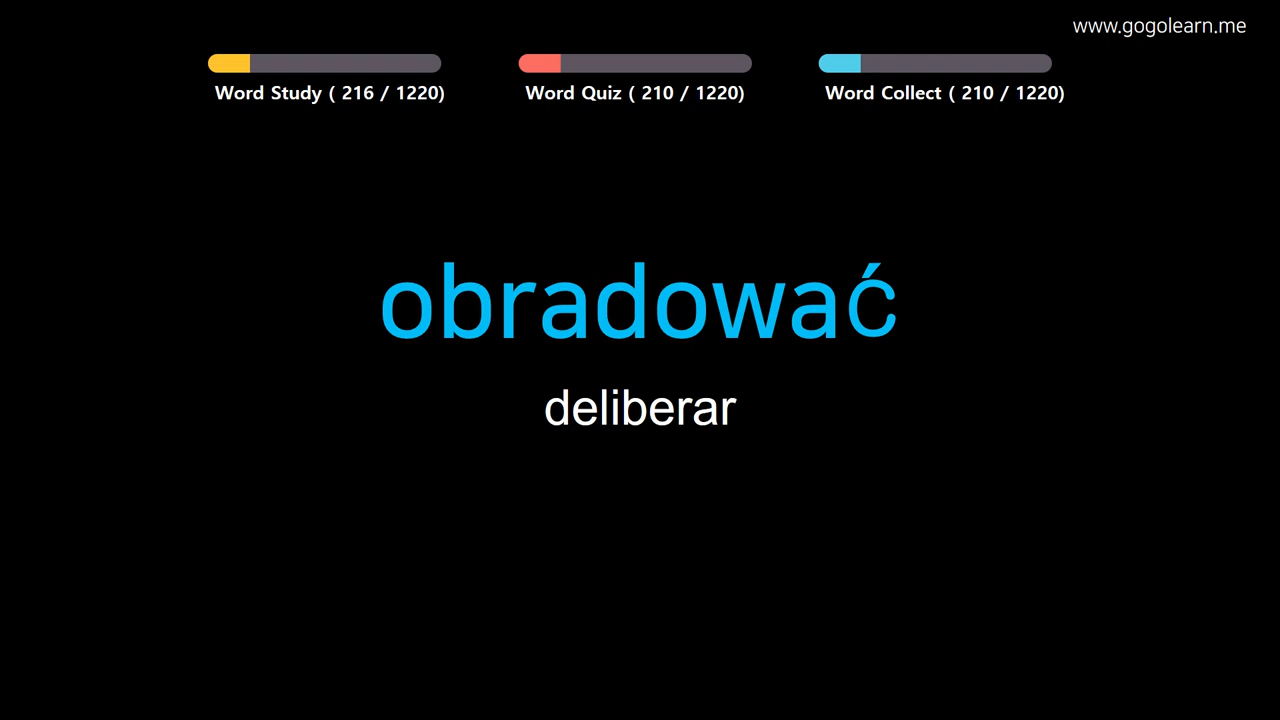 www.gogolearn.me
Word Study ( 216 / 1220)
Word Quiz ( 210 / 1220)
Word Collect ( 210 / 1220)
obradować
deliberar